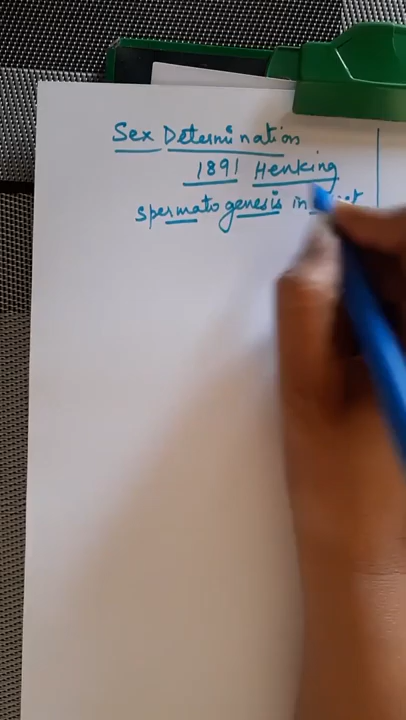 Sex Determination
1891 Henking
spermatogenesis in